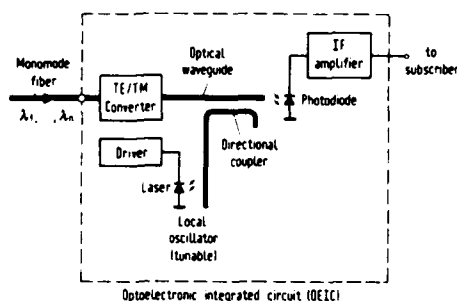 Monomode
fiber
λ1, , λn
TE/TM
Converter
Optical
waveguide
IF
amplifier
to
subscriber
Photodiode
Directional
coupler
Driver
Laser
Local
oscillator
(tunable)
Optoelectronic integrated circuit (OEIC)